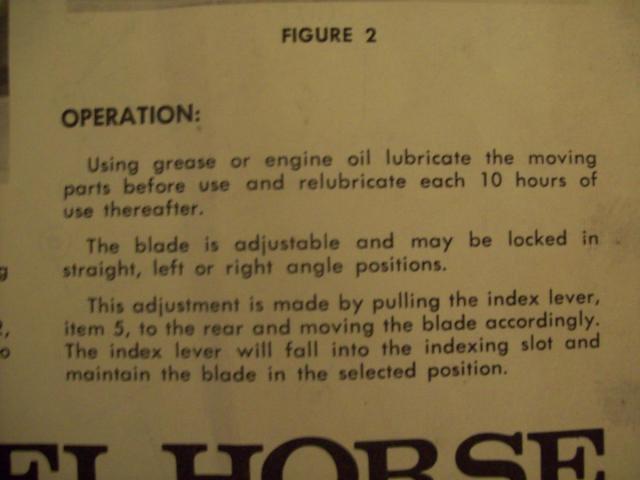 FIGURE 2
OPERATION:
Using grease or engine oil lubricate the moving
parts before use and relubricate each 10 hours of
use thereafter.
The blade is adjustable and may be locked in
straight, left or right angle positions.
This adjustment is made by pulling the index lever,
item 5, to the rear and moving the blade accordingly.
The index lever will fall into the indexing slot and
maintain the blade in the selected position.
EL HORSE